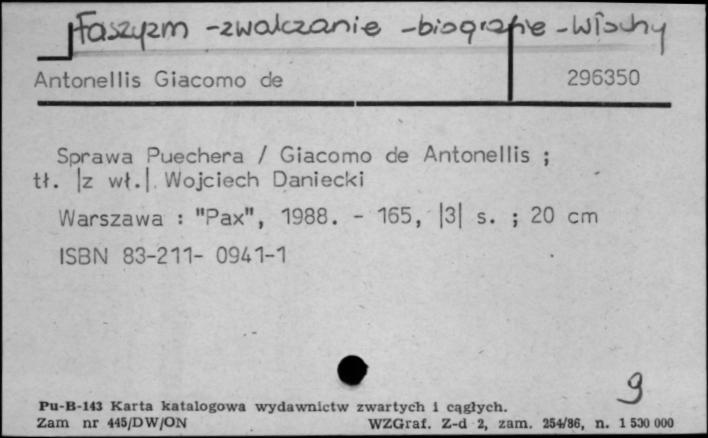 Faszyzm - zwalczanie - biografie - Włochy
Antonellis Giacomo de 296350
Sprawa Puechera / Giacomo de Antonellis ;
tł. |z wł.| Wojciech Daniecki
Warszawa : "Pax", 1988. - 165, |3| s. ; 20 cm
ISBN 83-211- 0941-1
9
Pu-B-143 Karta katalogowa wydawnictw zwartych i cągłych.
Zam nr 445/DW/ON WZGraf. Z-d 2, zam. 254/86, n. 1 530 000